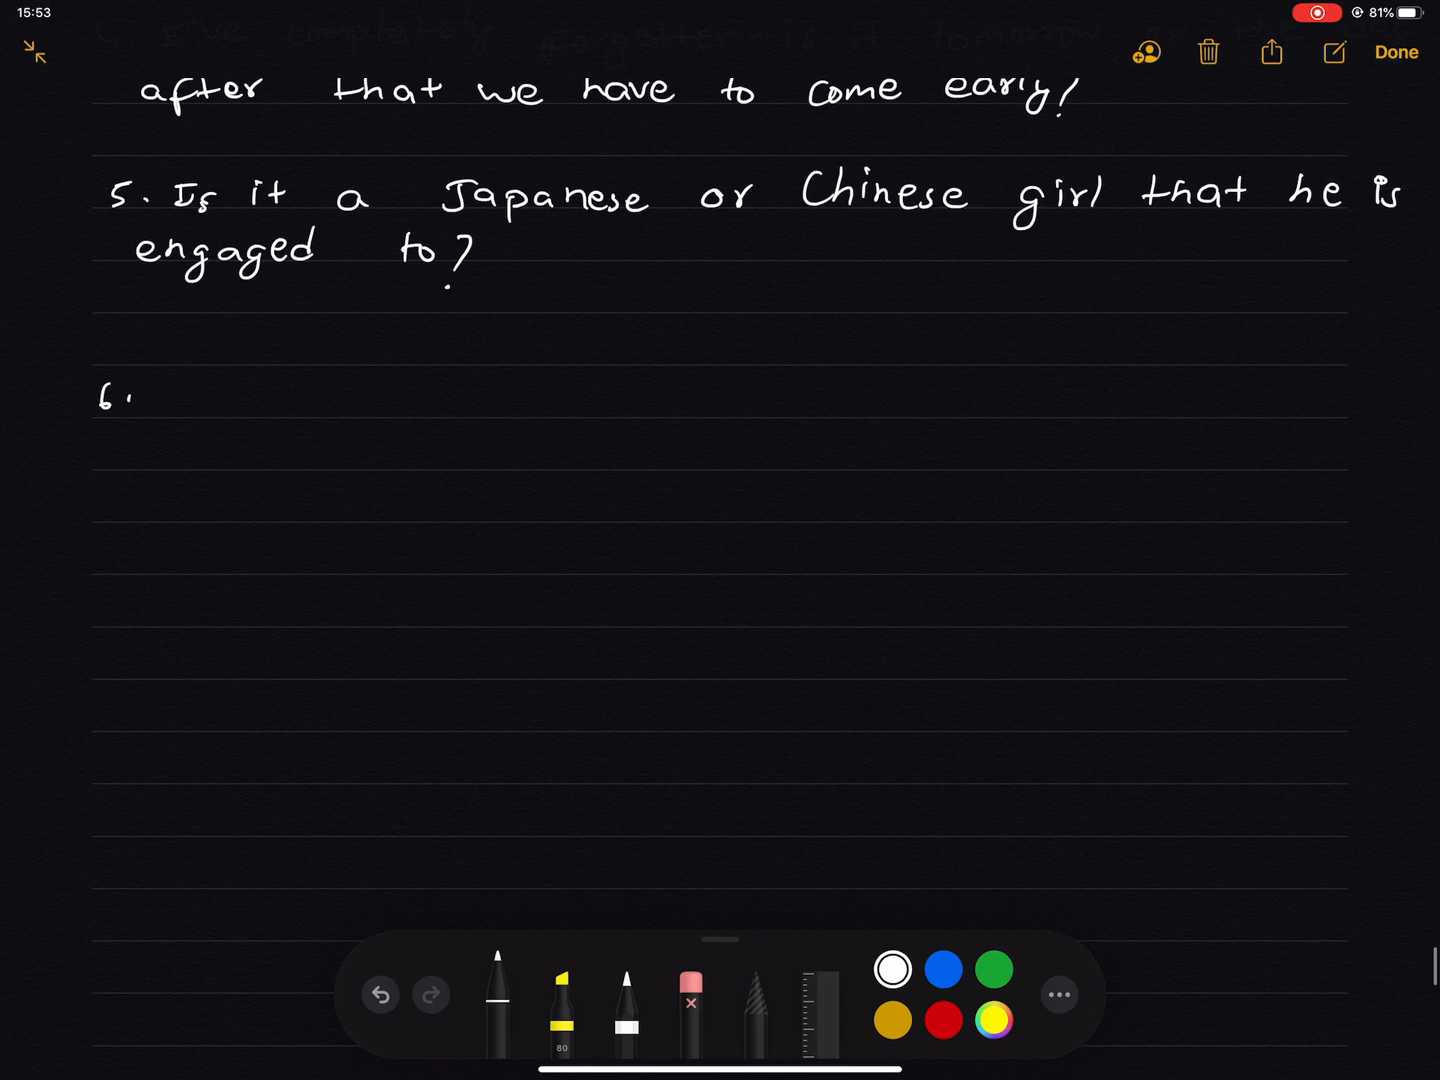 15:53
81%
Done
after that we have to come early!
5. Is it a Japanese or Chinese girl that he is
engaged to?
6.
80